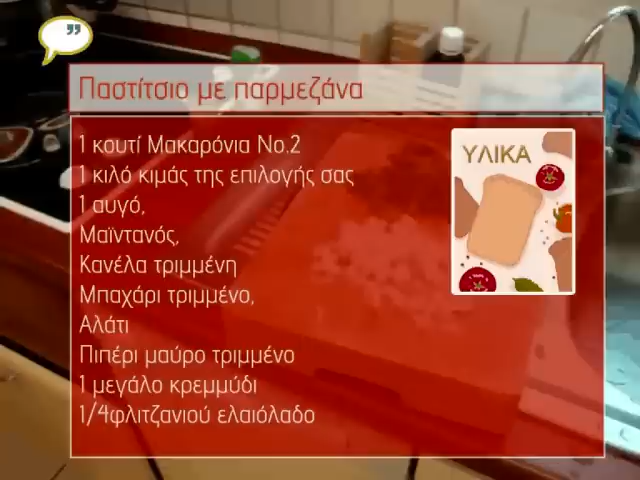 Παστίτσιο με παρμεζάνα
1 κουτί Μακαρόνια Νο.2
1 κιλό κιμάς της επιλογής σας
1 αυγό,
Μαϊντανός,
Κανέλα τριμμένη
Μπαχάρι τριμμένο,
Αλάτι
Πιπέρι μαύρο τριμμένο
1 μεγάλο κρεμμύδι
1/4φλιτζανιού ελαιόλαδο
ΥΛΙΚΑ